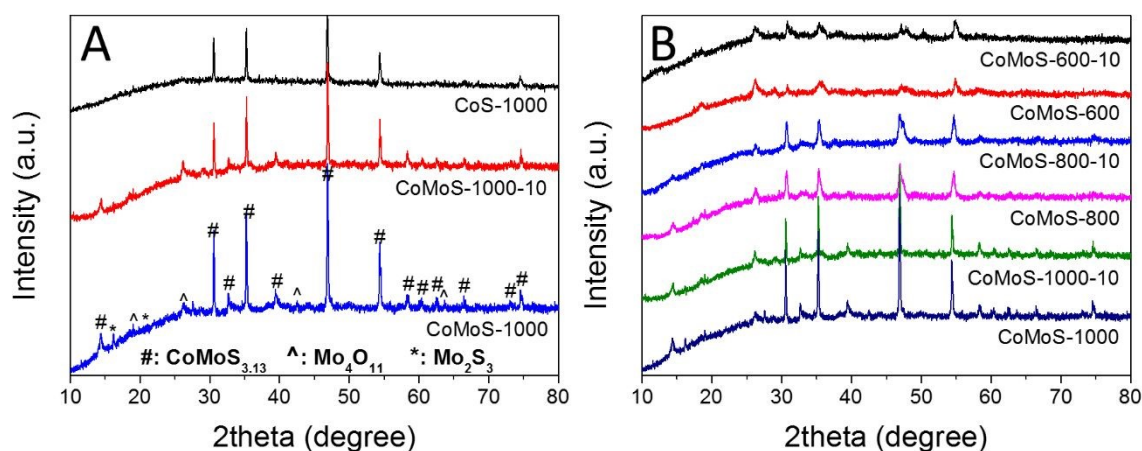 A
Intensity (a.u.)
CoS-1000
CoMoS-1000-10
#
#
#
#
#
#
#
#
#
#
#
#
#
^
^
^
^
*
*
CoMoS-1000
#: CoMoS3.13 ^: Mo4O11 *: Mo2S3
10 20 30 40 50 60 70 80
2theta (degree)
B
Intensity (a.u.)
CoMoS-600-10
CoMoS-600
CoMoS-800-10
CoMoS-800
CoMoS-1000-10
CoMoS-1000
10 20 30 40 50 60 70 80
2theta (degree)